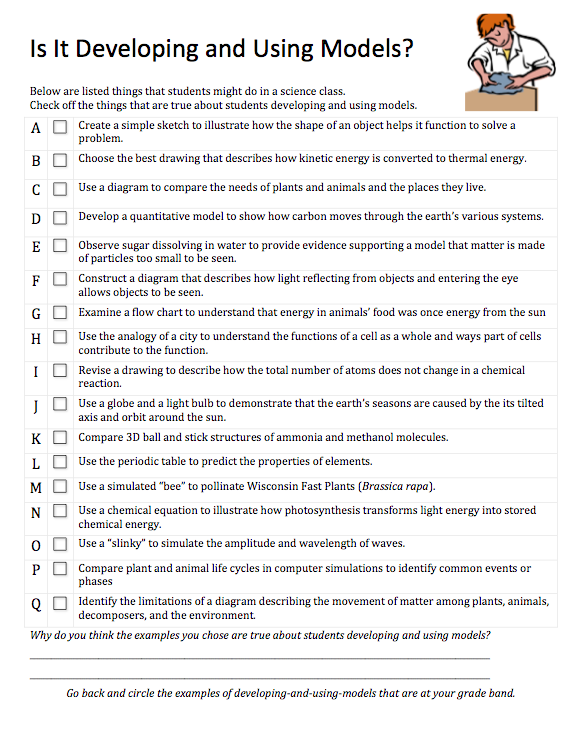 Is It Developing and Using Models?
Below are listed things that students might do in a science class.
Check off the things that are true about students developing and using models.
A Create a simple sketch to illustrate how the shape of an object helps it function to solve a
problem.
B Choose the best drawing that describes how kinetic energy is converted to thermal energy.
C Use a diagram to compare the needs of plants and animals and the places they live.
D Develop a quantitative model to show how carbon moves through the earth's various systems.
E Observe sugar dissolving in water to provide evidence supporting a model that matter is made
of particles too small to be seen.
F Construct a diagram that describes how light reflecting from objects and entering the eye
allows objects to be seen.
G Examine a flow chart to understand that energy in animals' food was once energy from the sun
H Use the analogy of a city to understand the functions of a cell as a whole and ways part of cells
contribute to the function.
I Revise a drawing to describe how the total number of atoms does not change in a chemical
reaction.
J Use a globe and a light bulb to demonstrate that the earth's seasons are caused by the its tilted
axis and orbit around the sun.
K Compare 3D ball and stick structures of ammonia and methanol molecules.
L Use the periodic table to predict the properties of elements.
M Use a simulated "bee" to pollinate Wisconsin Fast Plants (Brassica rapa).
N Use a chemical equation to illustrate how photosynthesis transforms light energy into stored
chemical energy.
O Use a "slinky" to simulate the amplitude and wavelength of waves.
P Compare plant and animal life cycles in computer simulations to identify common events or
phases
Q Identify the limitations of a diagram describing the movement of matter among plants, animals,
decomposers, and the environment.
Why do you think the examples you chose are true about students developing and using models?
Go back and circle the examples of developing-and-using-models that are at your grade band.